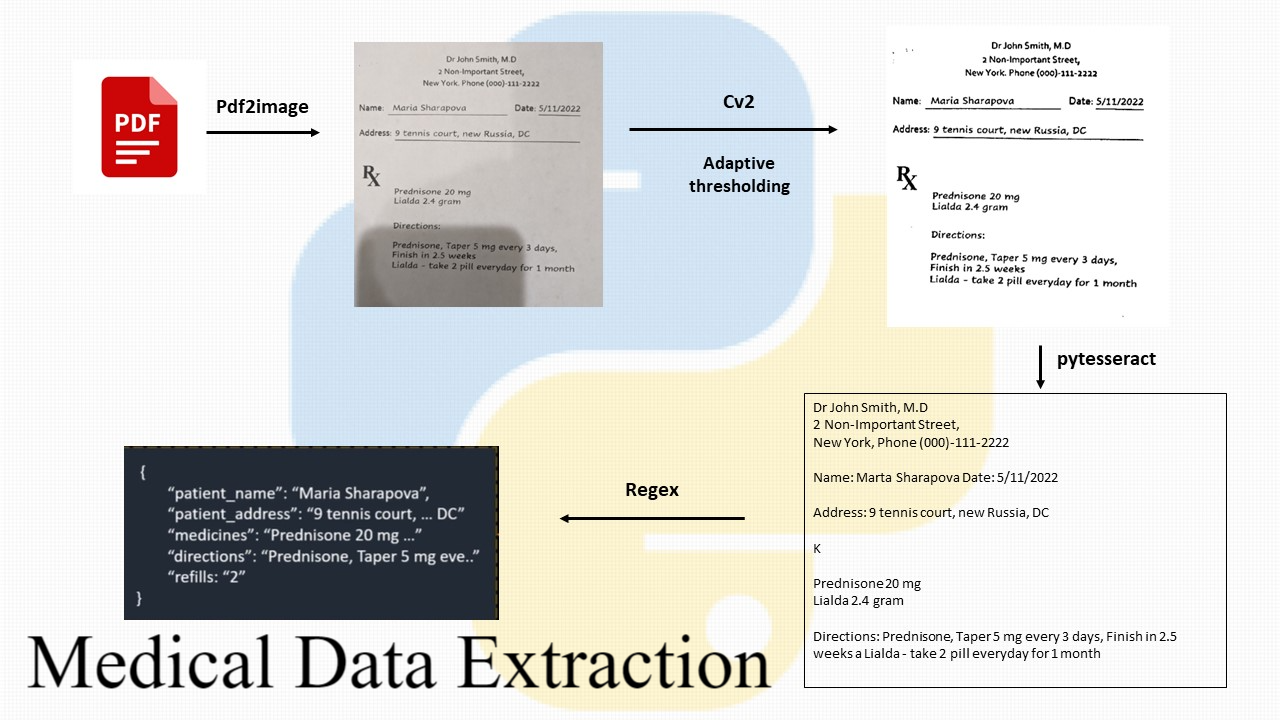 PDF
Pdf2image
Dr John Smith, M.D
2 Non-Important Street,
New York. Phone (000)-111-2222
Name: Maria Sharapova Date: 5/11/2022
Address: 9 tennis court, new Russia, DC
Rx
Prednisone 20 mg
Lialda 2.4 gram
Directions:
Prednisone, Taper 5 mg every 3 days,
Finish in 2.5 weeks
Lialda - take 2 pill everyday for 1 month
Cv2
Adaptive
thresholding
Dr John Smith, M.D
2 Non-Important Street,
New York. Phone (000)-111-2222
Name: Maria Sharapova Date: 5/11/2022
Address: 9 tennis court, new Russia, DC
Rx
Prednisone 20 mg
Lialda 2.4 gram
Directions:
Prednisone, Taper 5 mg every 3 days,
Finish in 2.5 weeks
Lialda - take 2 pill everyday for 1 month
pytesseract
Dr John Smith, M.D
2 Non-Important Street,
New York, Phone (000)-111-2222
Name: Marta Sharapova Date: 5/11/2022
Address: 9 tennis court, new Russia, DC
K
Prednisone 20 mg
Lialda 2.4 gram
Directions: Prednisone, Taper 5 mg every 3 days, Finish in 2.5
weeks a Lialda - take 2 pill everyday for 1 month
Regex
{
“patient_name”: “Maria Sharapova”,
“patient_address”: “9 tennis court, ... DC”
“medicines”: “Prednisone 20 mg ...”
“directions”: “Prednisone, Taper 5 mg eve..”
“refills: “2”
}
Medical Data Extraction